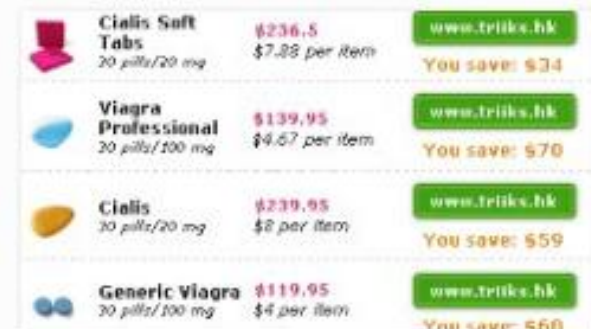 Cialis Soft
Tabs
30 pills/20 mg
$236.5
$7.88 per item
www.triiks.hk
You save: $34
Viagra
Professional
30 pills/100 mg
$139.95
$4.67 per item
www.triiks.hk
You save: $70
Cialis
30 pills/20 mg
$239.95
$8 per item
www.triiks.hk
You save: $59
Generic Viagra
30 pills/100 mg
$119.95
$4 per item
www.triiks.hk
You save: $60